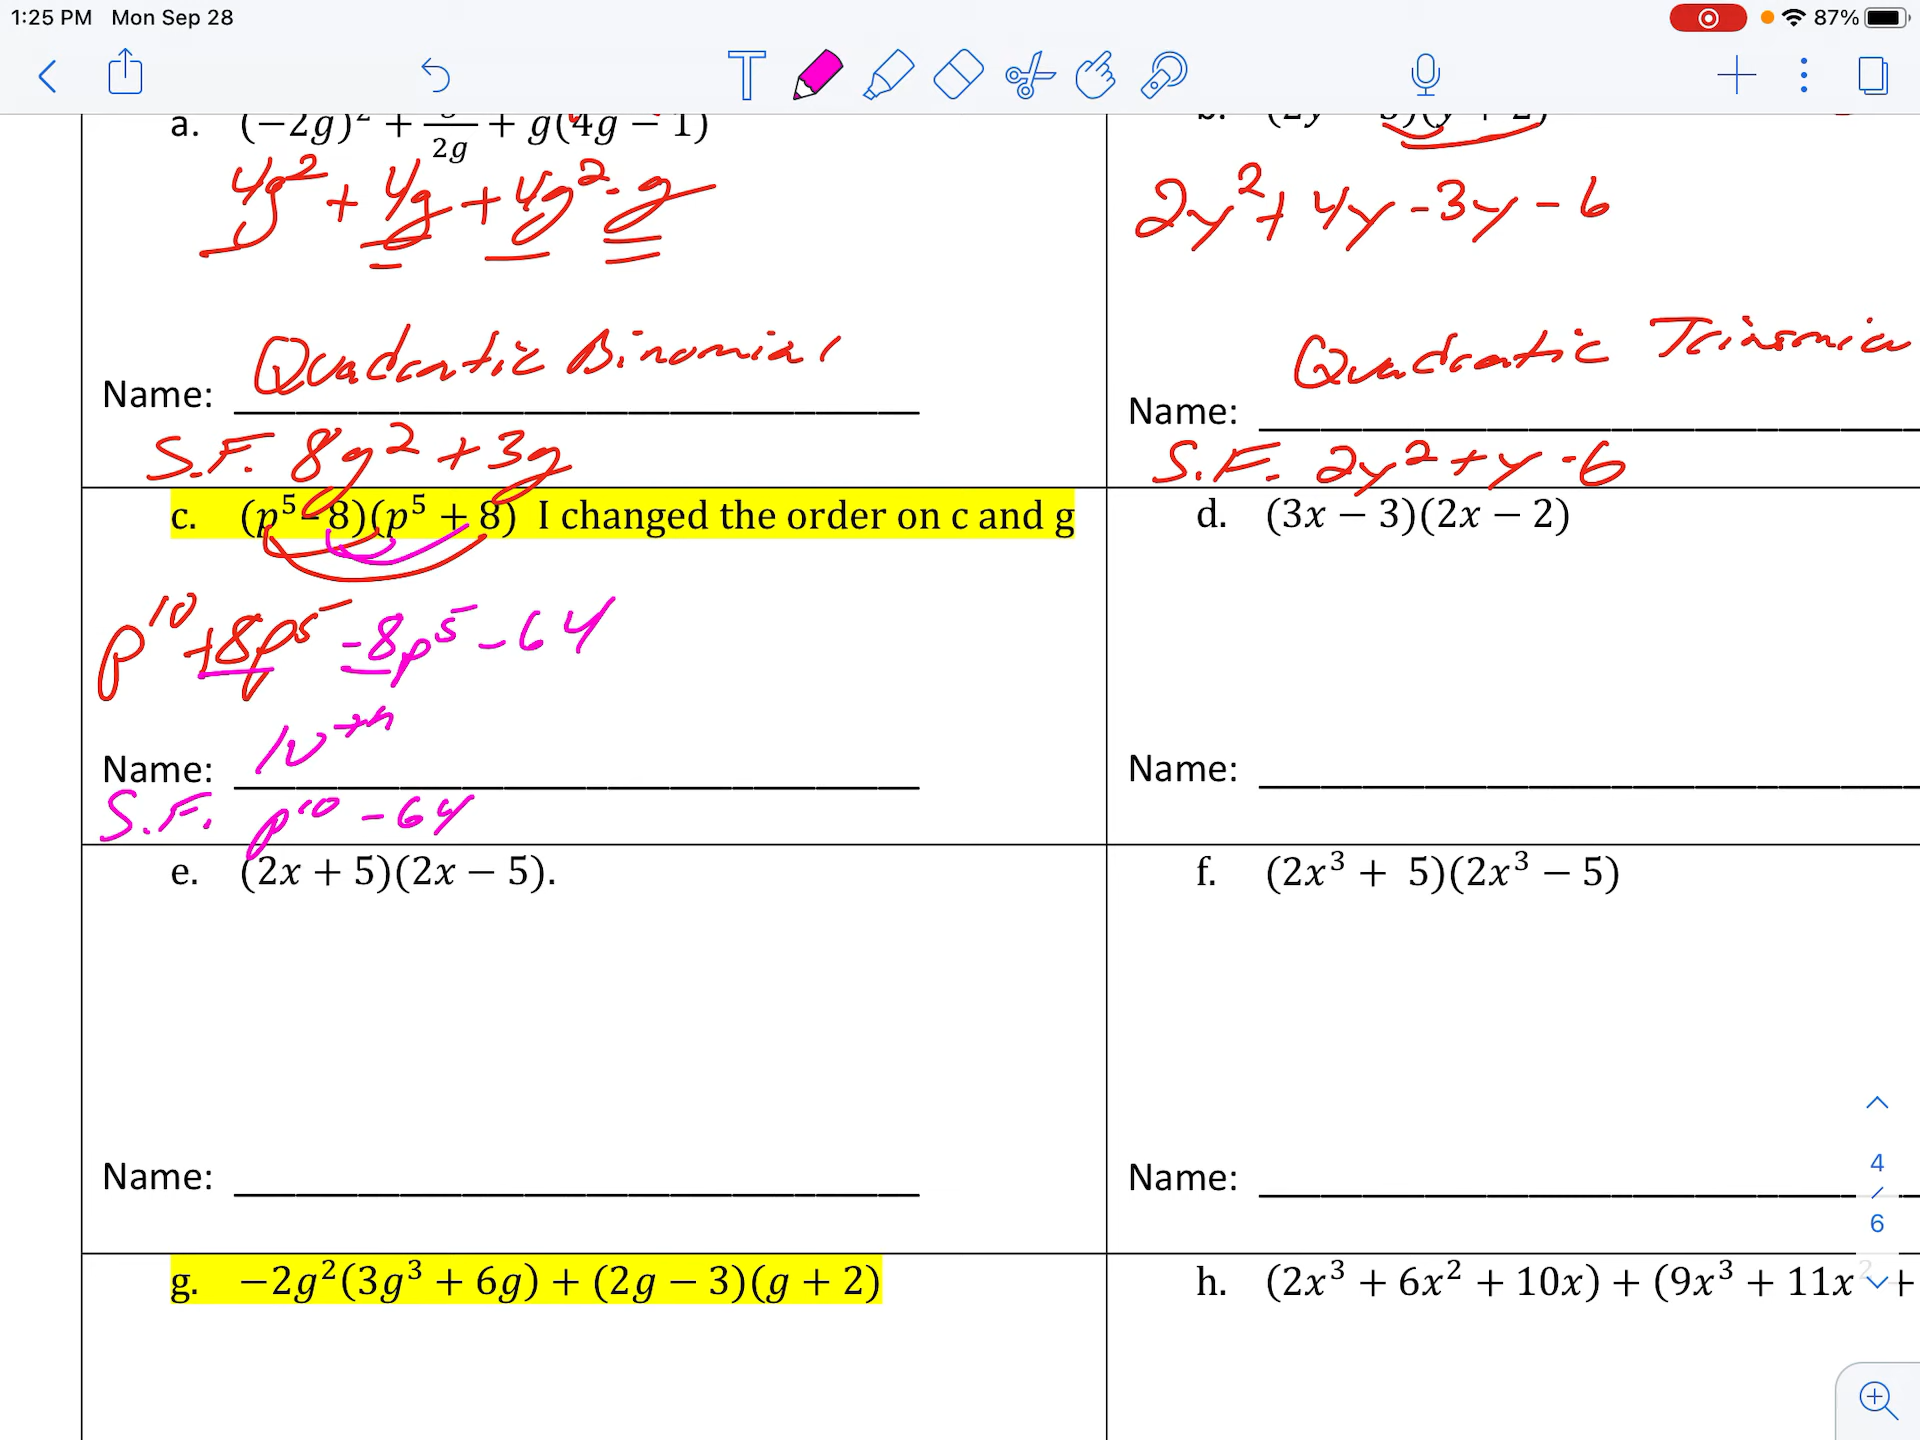 1:25 PM Mon Sep 28
87%
T
a. (−2g)² + /2g + g(4g − 1)
4g² + 4g + 4g² - g
Name: Quadratic Binomial
S.F. 8g² + 3g
2y² + 4y - 3y - 6
Name: Quadratic
S.F. 2y² + y - 6
c. (p⁵ – 8)(p⁵ + 8) I changed the order on c and g
p¹⁰ + 8p⁵ - 8p⁵ - 64
Name: 10th
S.F. p¹⁰ - 64
d. (3x − 3)(2x − 2)
Name:
e. (2x + 5)(2x − 5).
Name:
f. (2x³ + 5)(2x³ − 5)
Name:
g. −2g²(3g³ + 6g) + (2g − 3)(g + 2)
h. (2x³ + 6x² + 10x) + (9x³ + 11x² +
4
/
6